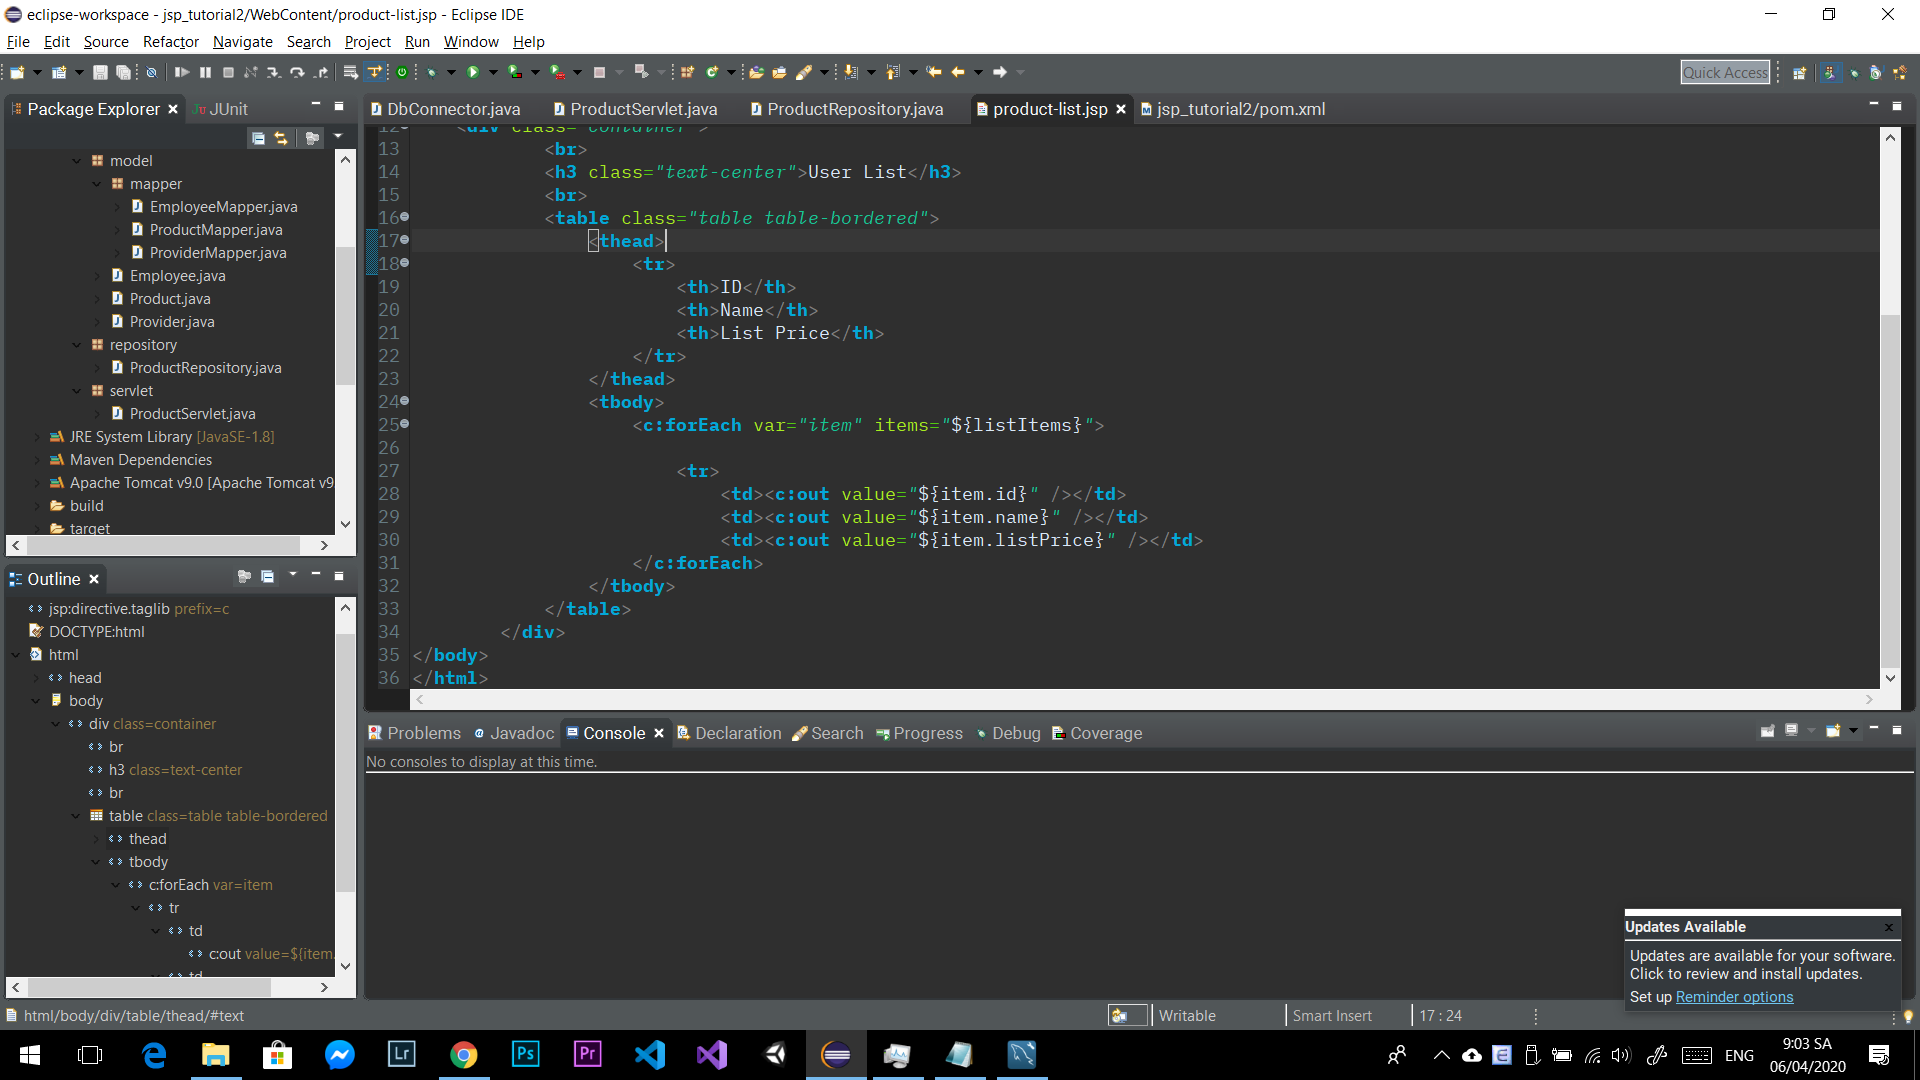 eclipse-workspace - jsp_tutorial2/WebContent/product-list.jsp - Eclipse IDE
File Edit Source Refactor Navigate Search Project Run Window Help
Quick Access
Package Explorer JUnit
model
mapper
EmployeeMapper.java
ProductMapper.java
ProviderMapper.java
Employee.java
Product.java
Provider.java
repository
ProductRepository.java
servlet
ProductServlet.java
JRE System Library [JavaSE-1.8]
Maven Dependencies
Apache Tomcat v9.0 [Apache Tomcat v9
build
target
Outline
jsp:directive.taglib prefix=c
DOCTYPE:html
html
head
body
div class=container
br
h3 class=text-center
br
table class=table table-bordered
thead
tbody
c:forEach var=item
tr
td
c:out value=${item.
td
DbConnector.java ProductServlet.java ProductRepository.java product-list.jsp jsp_tutorial2/pom.xml
12 <div class="container">
13 <br>
14 <h3 class="text-center">User List</h3>
15 <br>
16 <table class="table table-bordered">
17 <thead>
18 <tr>
19 <th>ID</th>
20 <th>Name</th>
21 <th>List Price</th>
22 </tr>
23 </thead>
24 <tbody>
25 <c:forEach var="item" items="${listItems}">
26
27 <tr>
28 <td><c:out value="${item.id}" /></td>
29 <td><c:out value="${item.name}" /></td>
30 <td><c:out value="${item.listPrice}" /></td>
31 </c:forEach>
32 </tbody>
33 </table>
34 </div>
35 </body>
36 </html>
Problems Javadoc Console Declaration Search Progress Debug Coverage
No consoles to display at this time.
Updates Available
Updates are available for your software.
Click to review and install updates.
Set up Reminder options
html/body/div/table/thead/#text Writable Smart Insert 17 : 24
Lr Ps Pr ENG
9:03 SA
06/04/2020